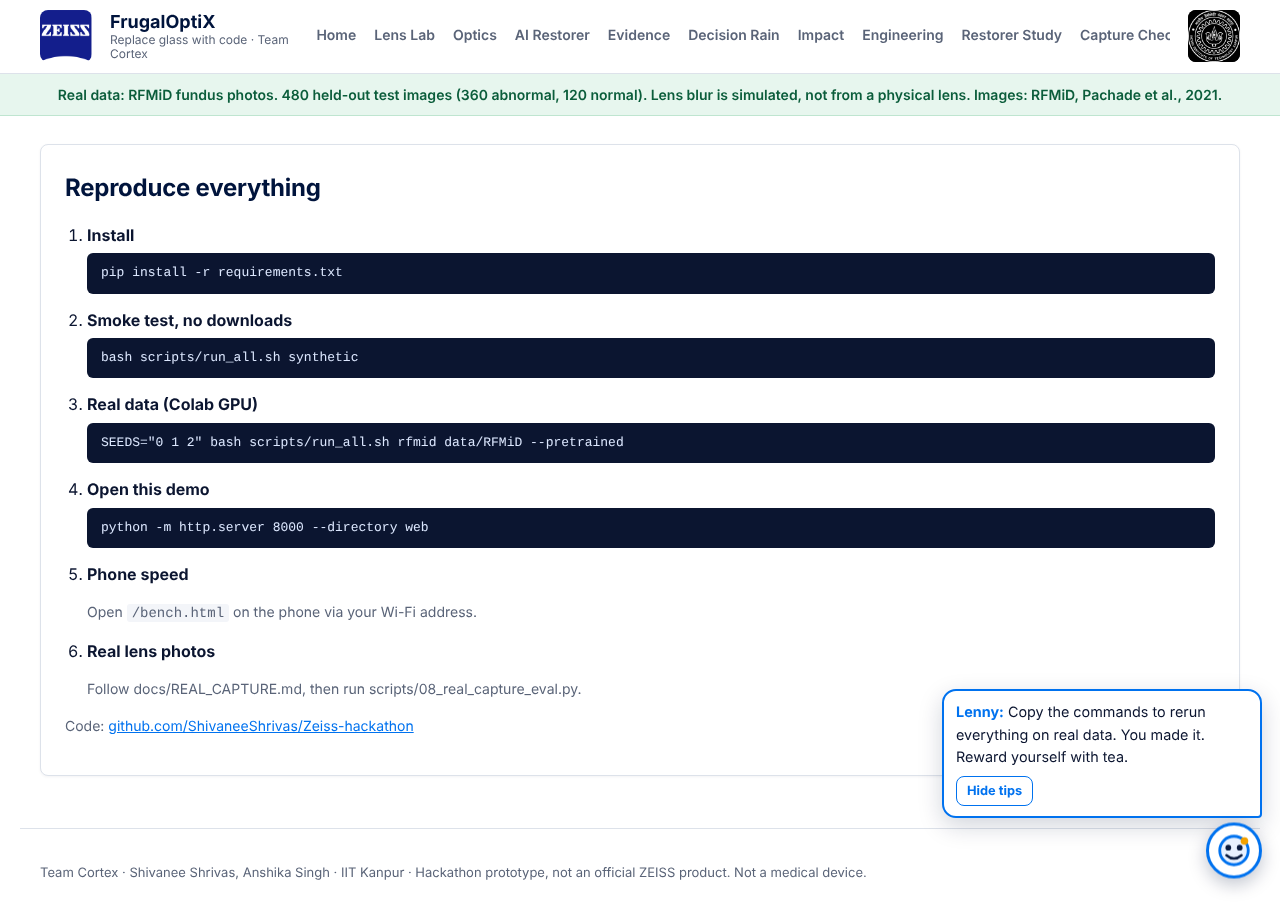 ZEISS
FrugalOptiX
Replace glass with code · Team
Cortex
Home Lens Lab Optics AI Restorer Evidence Decision Rain Impact Engineering Restorer Study Capture Chec
Real data: RFMiD fundus photos. 480 held-out test images (360 abnormal, 120 normal). Lens blur is simulated, not from a physical lens. Images: RFMiD, Pachade et al., 2021.
Reproduce everything
1. Install
pip install -r requirements.txt
2. Smoke test, no downloads
bash scripts/run_all.sh synthetic
3. Real data (Colab GPU)
SEEDS="0 1 2" bash scripts/run_all.sh rfmid data/RFMiD --pretrained
4. Open this demo
python -m http.server 8000 --directory web
5. Phone speed
Open /bench.html on the phone via your Wi-Fi address.
6. Real lens photos
Follow docs/REAL_CAPTURE.md, then run scripts/08_real_capture_eval.py.
Code: github.com/ShivaneeShrivas/Zeiss-hackathon
Lenny: Copy the commands to rerun
everything on real data. You made it.
Reward yourself with tea.
Hide tips
Team Cortex · Shivanee Shrivas, Anshika Singh · IIT Kanpur · Hackathon prototype, not an official ZEISS product. Not a medical device.